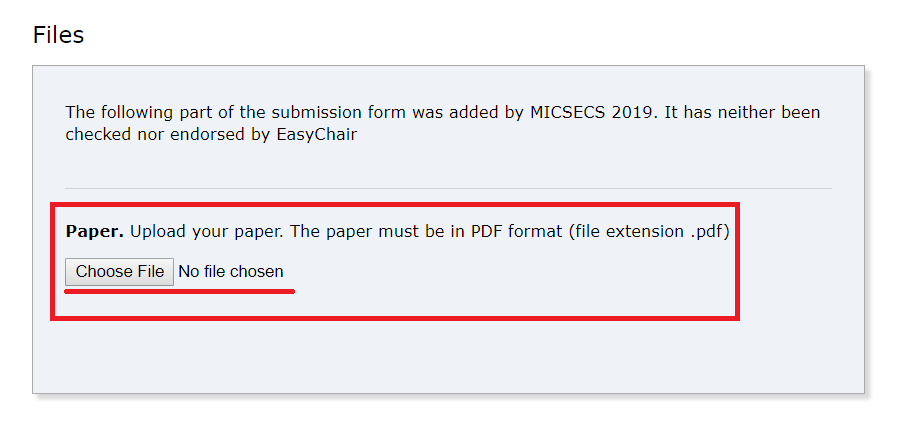 Files
The following part of the submission form was added by MICSECS 2019. It has neither been
checked nor endorsed by EasyChair
Paper. Upload your paper. The paper must be in PDF format (file extension .pdf)
Choose File No file chosen